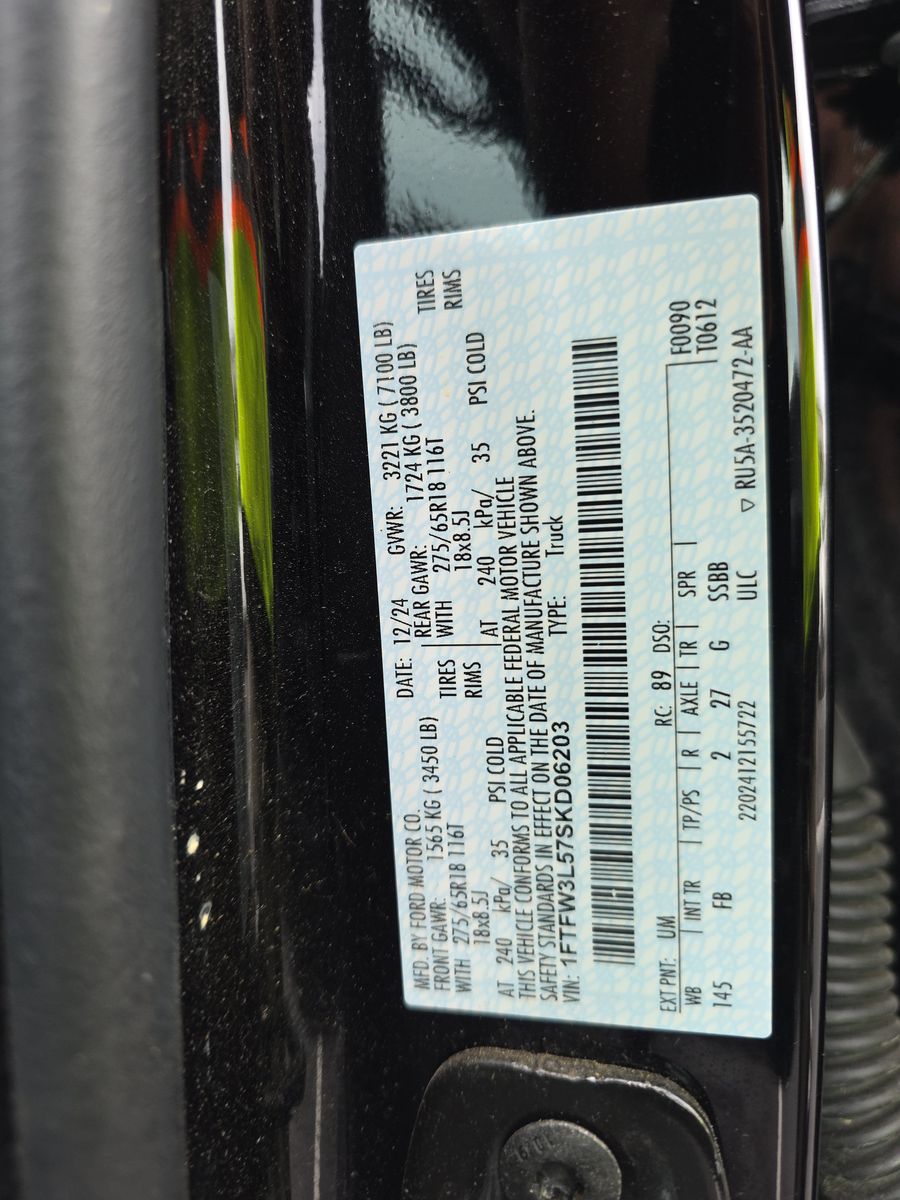 MFD. BY FORD MOTOR CO.
DATE: 12/24 GVWR: 3221 KG ( 7100 LB)
FRONT GAWR: 1565 KG ( 3450 LB) REAR GAWR: 1724 KG ( 3800 LB)
WITH 275/65R18 116T TIRES WITH 275/65R18 116T TIRES
18x8.5J RIMS 18x8.5J RIMS
AT 240 kPa/ 35 PSI COLD AT 240 kPa/ 35 PSI COLD
THIS VEHICLE CONFORMS TO ALL APPLICABLE FEDERAL MOTOR VEHICLE
SAFETY STANDARDS IN EFFECT ON THE DATE OF MANUFACTURE SHOWN ABOVE.
VIN: 1FTFW3L57SKD06203 TYPE: Truck
EXT PNT: UM RC: 89 DSO: F0090
WB | INT TR | TP/PS | R | AXLE | TR | SPR | T0612
145 FB 2 27 G SSBB
2202412155722 ULC ▽ RU5A-3520472-AA